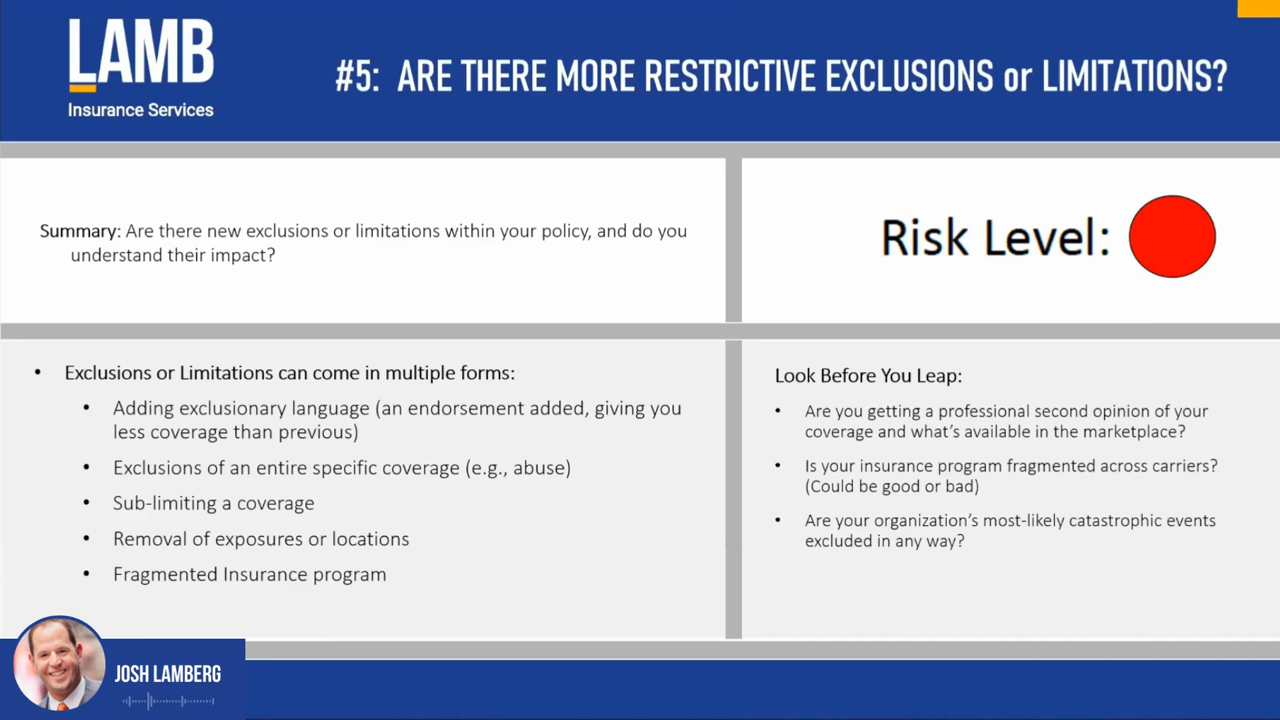 LAMB
Insurance Services
#5: ARE THERE MORE RESTRICTIVE EXCLUSIONS or LIMITATIONS?
Summary: Are there new exclusions or limitations within your policy, and do you
understand their impact?
Risk Level:
• Exclusions or Limitations can come in multiple forms:
• Adding exclusionary language (an endorsement added, giving you
less coverage than previous)
• Exclusions of an entire specific coverage (e.g., abuse)
• Sub-limiting a coverage
• Removal of exposures or locations
• Fragmented Insurance program
Look Before You Leap:
• Are you getting a professional second opinion of your
coverage and what's available in the marketplace?
• Is your insurance program fragmented across carriers?
(Could be good or bad)
• Are your organization's most-likely catastrophic events
excluded in any way?
JOSH LAMBERG